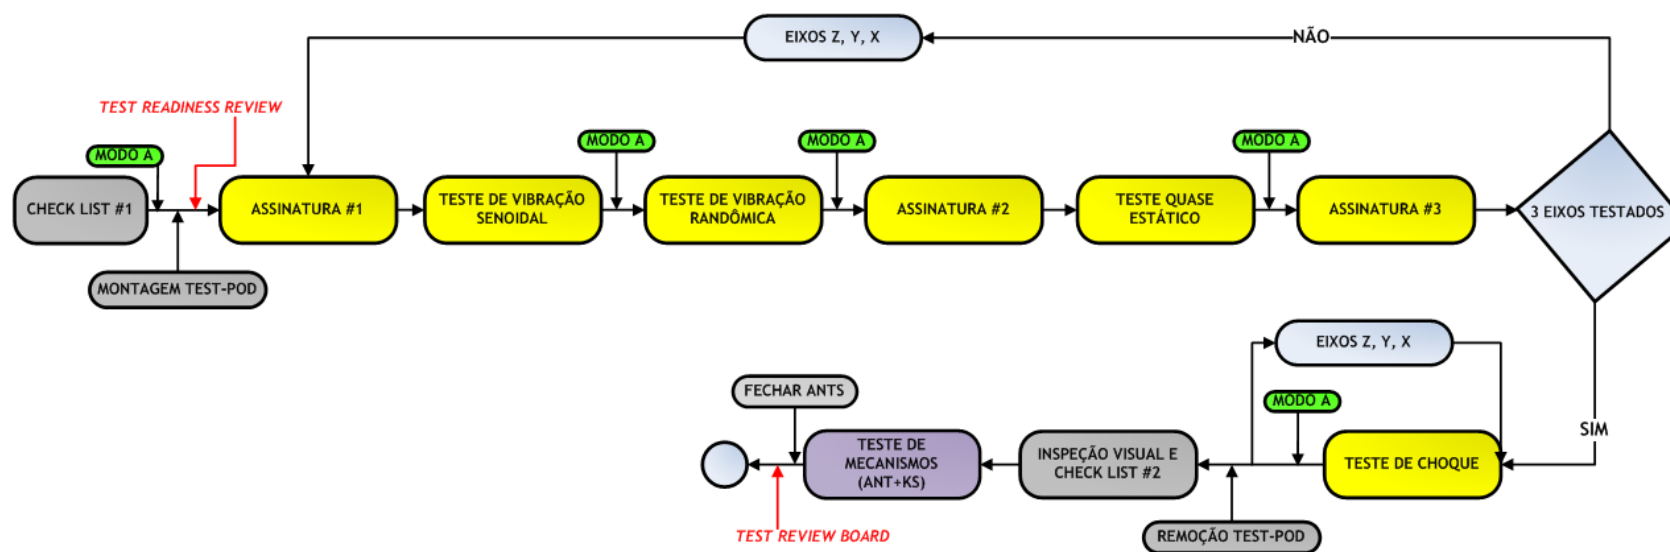 EIXOS Z, Y, X
NÃO
TEST READINESS REVIEW
MODO A
MODO A
MODO A
MODO A
CHECK LIST #1
ASSINATURA #1
TESTE DE VIBRAÇÃO
SENOIDAL
TESTE DE VIBRAÇÃO
RANDÔMICA
ASSINATURA #2
TESTE QUASE
ESTÁTICO
ASSINATURA #3
3 EIXOS TESTADOS
MONTAGEM TEST-POD
EIXOS Z, Y, X
FECHAR ANTS
MODO A
SIM
TESTE DE
MECANISMOS
(ANT+KS)
INSPEÇÃO VISUAL E
CHECK LIST #2
TESTE DE CHOQUE
TEST REVIEW BOARD
REMOÇÃO TEST-POD